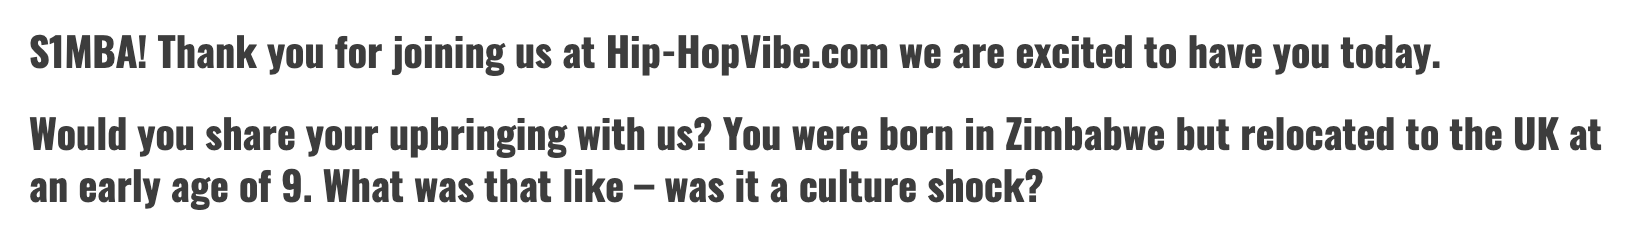 S1MBA! Thank you for joining us at Hip-HopVibe.com we are excited to have you today.
Would you share your upbringing with us? You were born in Zimbabwe but relocated to the UK at
an early age of 9. What was that like – was it a culture shock?